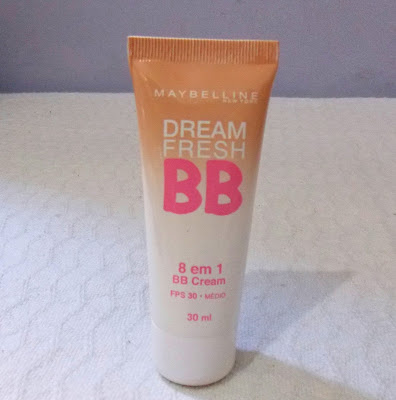 MAYBELLINE
NEW YORK
DREAM
FRESH
BB
8 em 1
BB Cream
FPS 30 - MÉDIO
30 ml